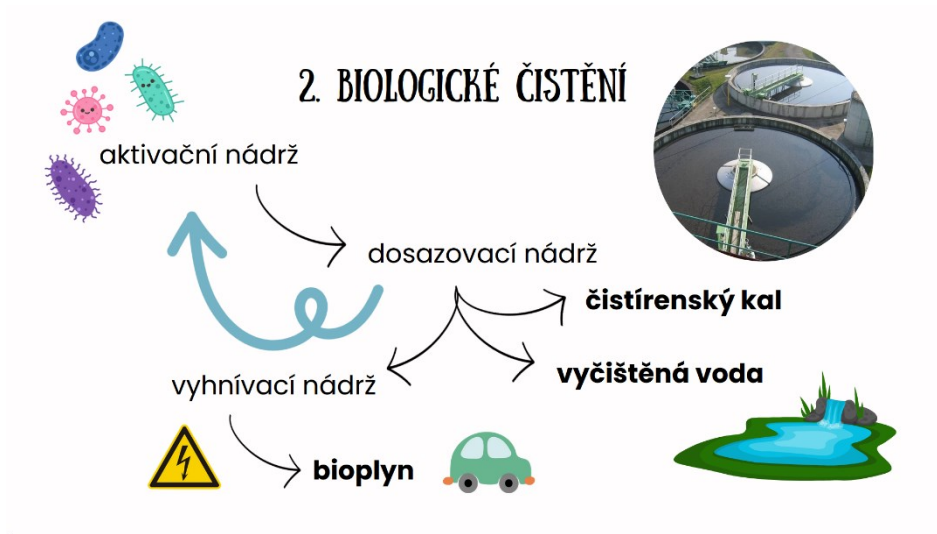 2. BIOLOGICKÉ ČISTĚNÍ
aktivační nádrž
dosazovací nádrž
čistírenský kal
vyčištěná voda
vyhnívací nádrž
bioplyn